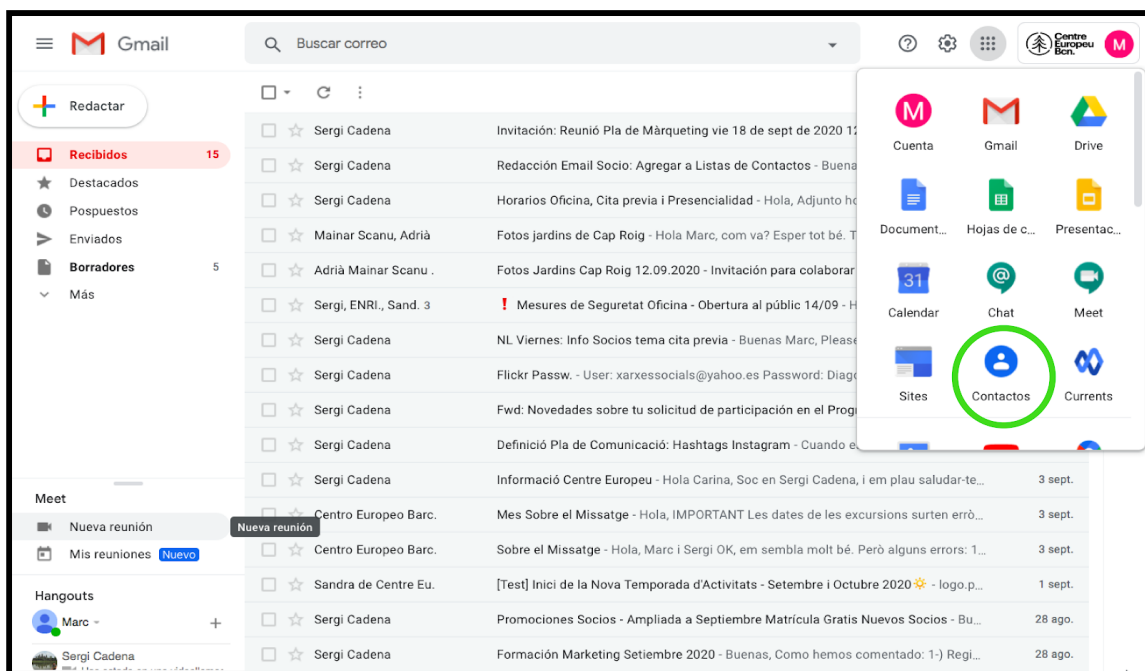 Gmail
Buscar correo
Centre
Europeu
Bcn.
M
Redactar
Recibidos 15
Destacados
Pospuestos
Enviados
Borradores 5
Más
Meet
Nueva reunión
Mis reuniones Nuevo
Hangouts
Marc
Sergi Cadena
Nueva reunión
Sergi Cadena Invitación: Reunió Pla de Màrqueting vie 18 de sept de 2020 12
Sergi Cadena Redacción Email Socio: Agregar a Listas de Contactos - Buena
Sergi Cadena Horarios Oficina, Cita previa i Presencialidad - Hola, Adjunto ho
Mainar Scanu, Adrià Fotos jardins de Cap Roig - Hola Marc, com va? Esper tot bé. T
Adrià Mainar Scanu . Fotos Jardins Cap Roig 12.09.2020 - Invitación para colaborar
Sergi, ENRI., Sand. 3 ! Mesures de Seguretat Oficina - Obertura al públic 14/09 - H
Sergi Cadena NL Viernes: Info Socios tema cita previa - Buenas Marc, Please
Sergi Cadena Flickr Passw. - User: xarxessocials@yahoo.es Password: Diago
Sergi Cadena Fwd: Novedades sobre tu solicitud de participación en el Prog
Sergi Cadena Definició Pla de Comunicació: Hashtags Instagram - Cuando e
Sergi Cadena Informació Centre Europeu - Hola Carina, Soc en Sergi Cadena, i em plau saludar-te... 3 sept.
Centro Europeo Barc. Mes Sobre el Missatge - Hola, IMPORTANT Les dates de les excursions surten errò... 3 sept.
Centro Europeo Barc. Sobre el Missatge - Hola, Marc i Sergi OK, em sembla molt bé. Però alguns errors: 1... 3 sept.
Sandra de Centre Eu. [Test] Inici de la Nova Temporada d'Activitats - Setembre i Octubre 2020 - logo.p... 1 sept.
Sergi Cadena Promociones Socios - Ampliada a Septiembre Matrícula Gratis Nuevos Socios - Bu... 28 ago.
Sergi Cadena Formación Marketing Setiembre 2020 - Buenas, Como hemos comentado: 1-) Regi... 28 ago.
M
Cuenta Gmail Drive
Document... Hojas de c... Presentac...
31
Calendar Chat Meet
Sites Contactos Currents